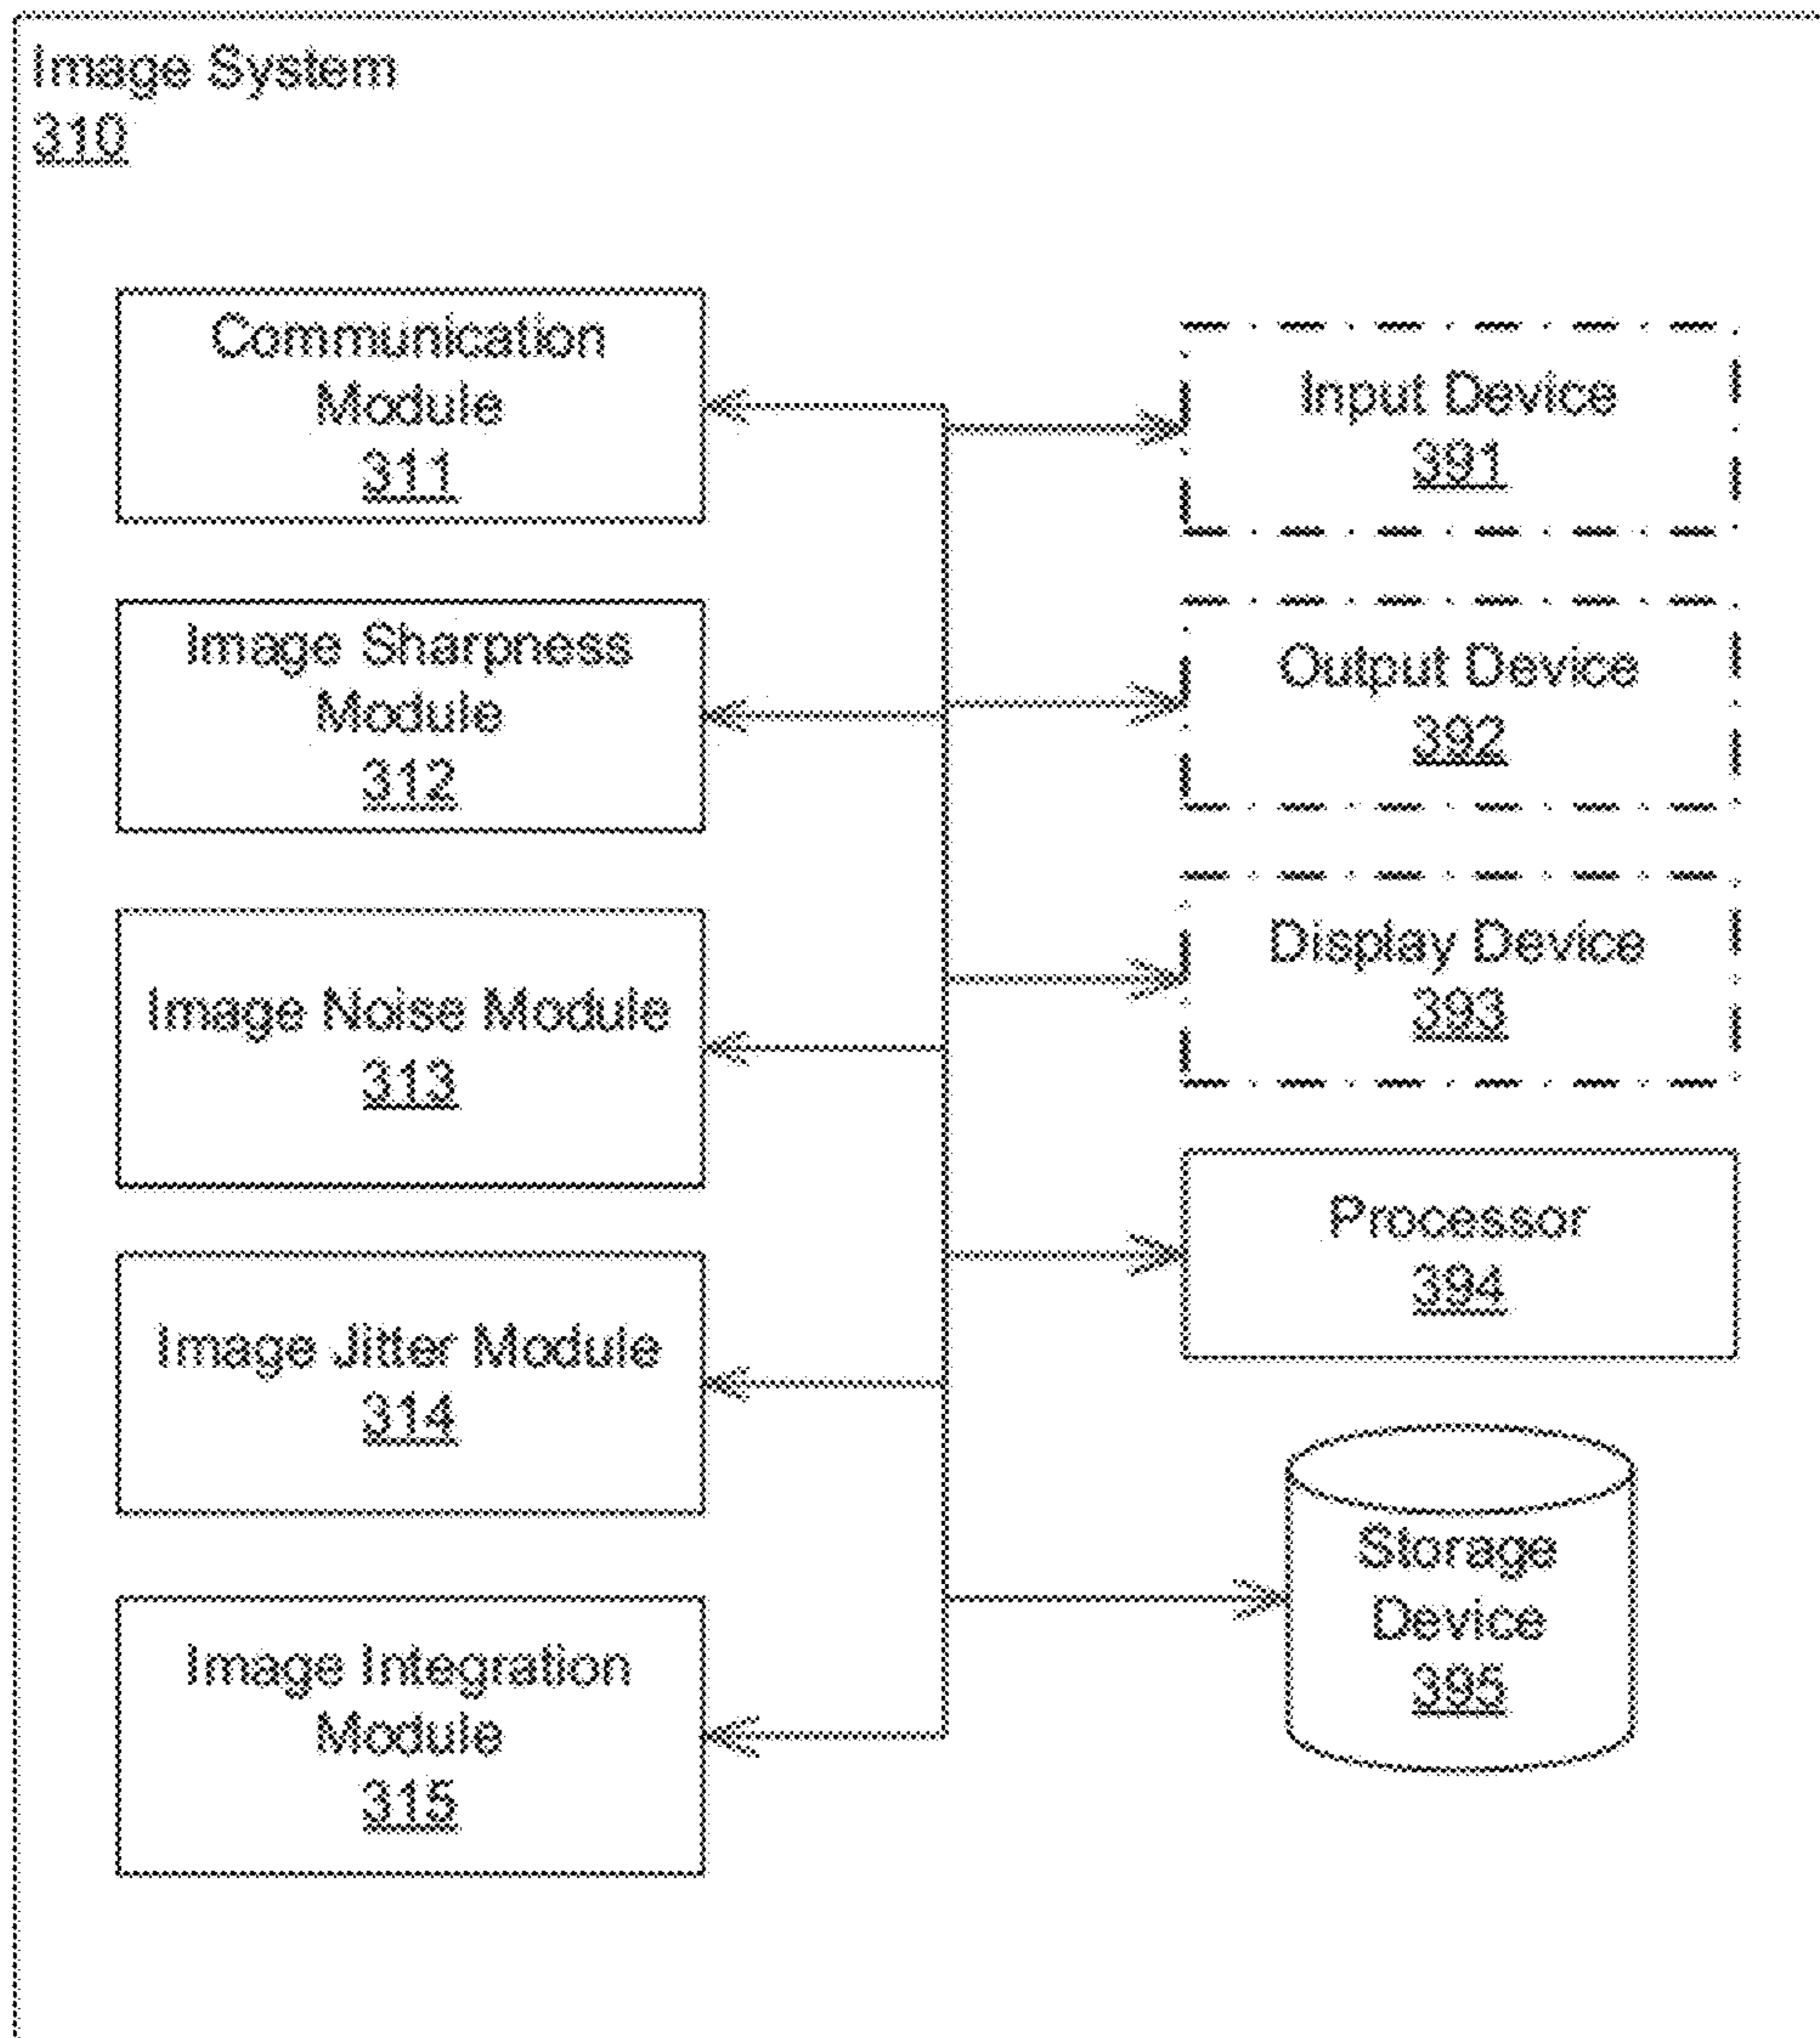 Image System
310
Communication
Module
311
Image Sharpness
Module
312
Image Noise Module
313
Image Jitter Module
314
Image Integration
Module
315
Input Device
391
Output Device
392
Display Device
393
Processor
394
Storage
Device
395